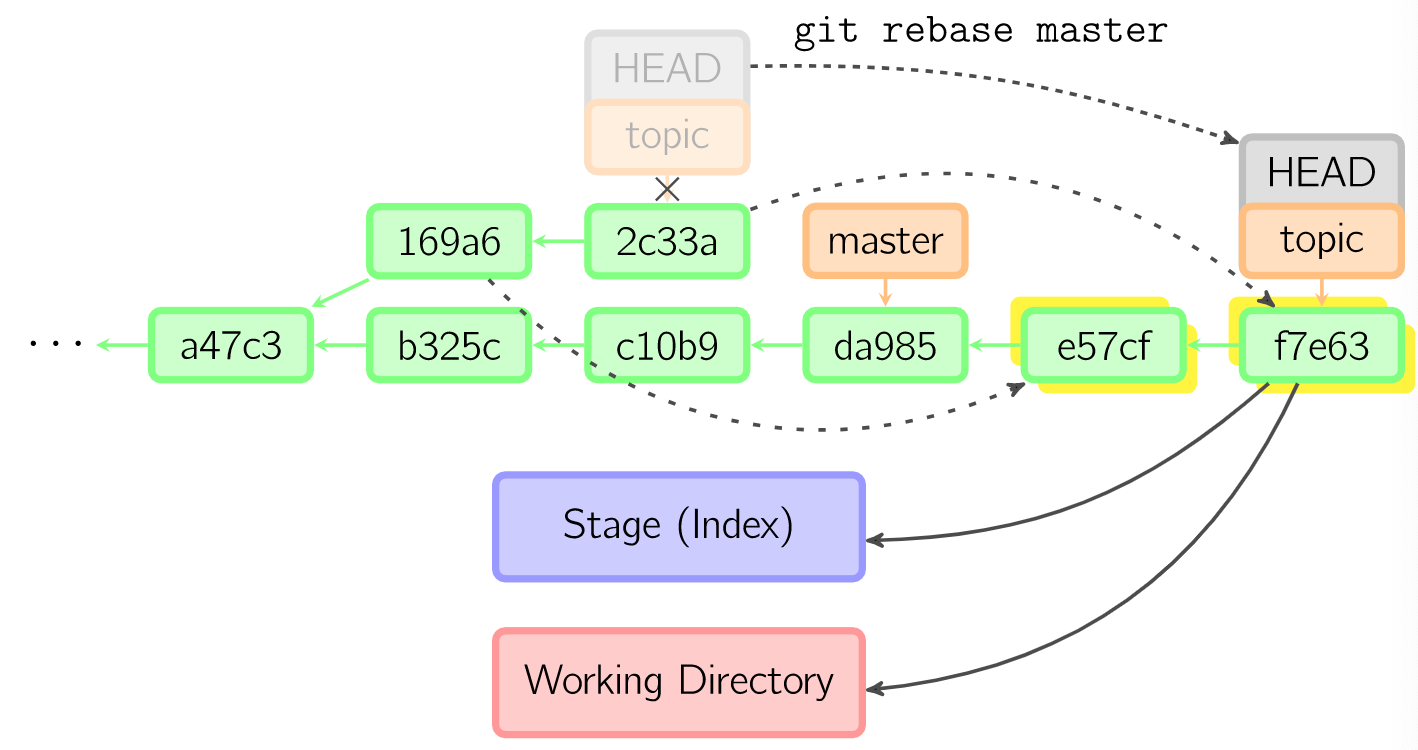 git rebase master
HEAD
topic
HEAD
topic
169a6
2c33a
master
...
a47c3
b325c
c10b9
da985
e57cf
f7e63
Stage (Index)
Working Directory